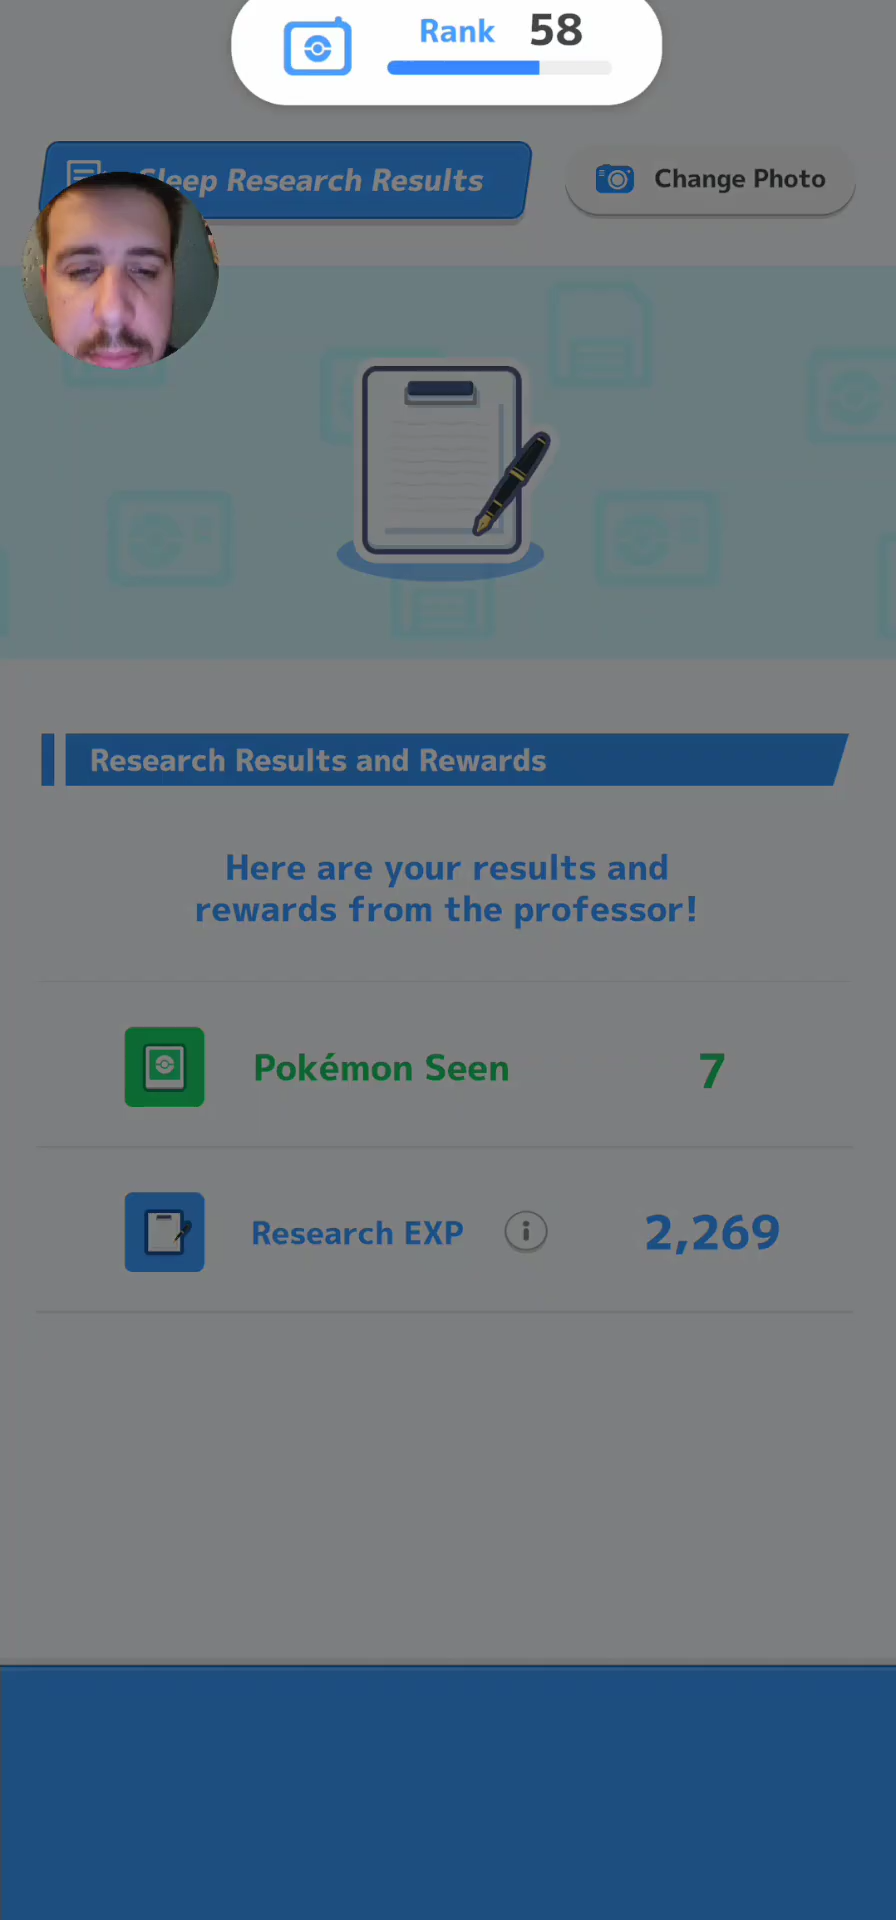 Rank 58
Sleep Research Results
Change Photo
Research Results and Rewards
Here are your results and
rewards from the professor!
Pokémon Seen 7
Research EXP i 2,269